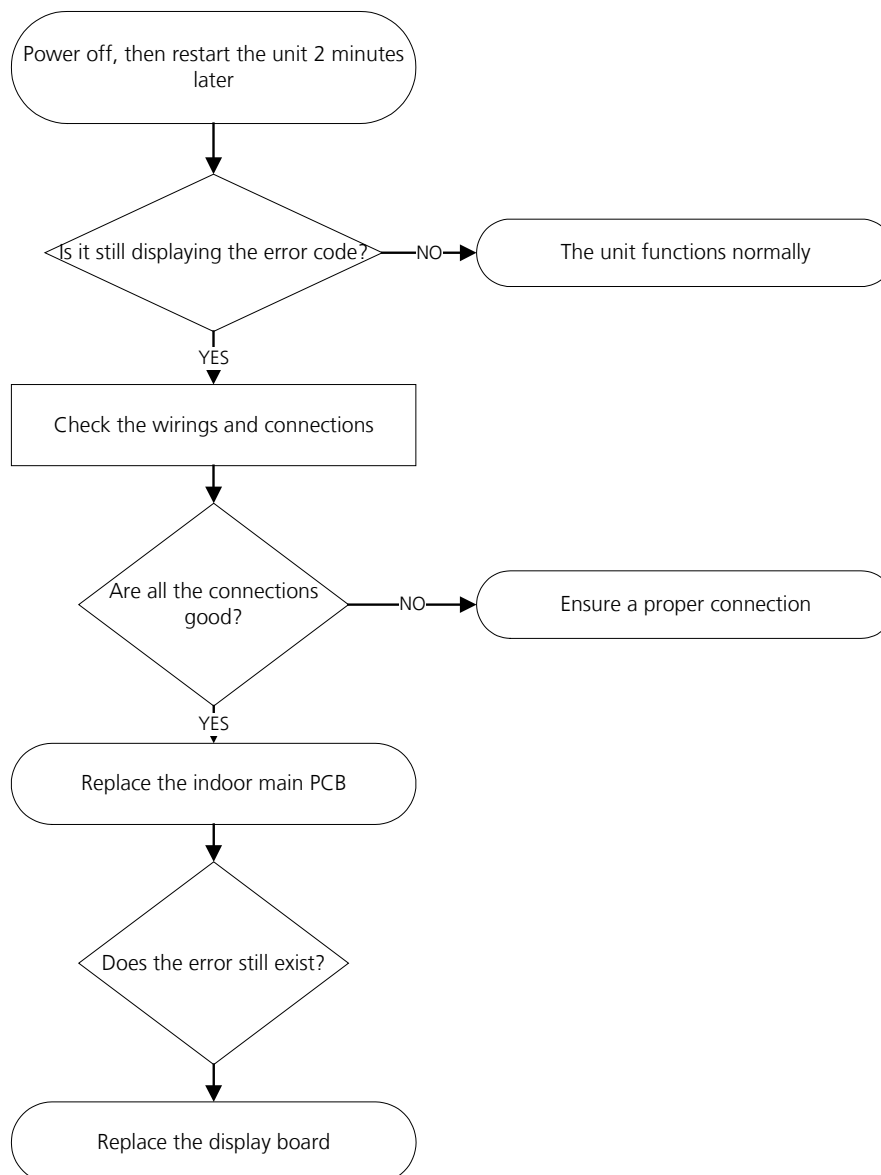 Power off, then restart the unit 2 minutes
later
Is it still displaying the error code?
NO
The unit functions normally
YES
Check the wirings and connections
Are all the connections
good?
NO
Ensure a proper connection
YES
Replace the indoor main PCB
Does the error still exist?
Replace the display board